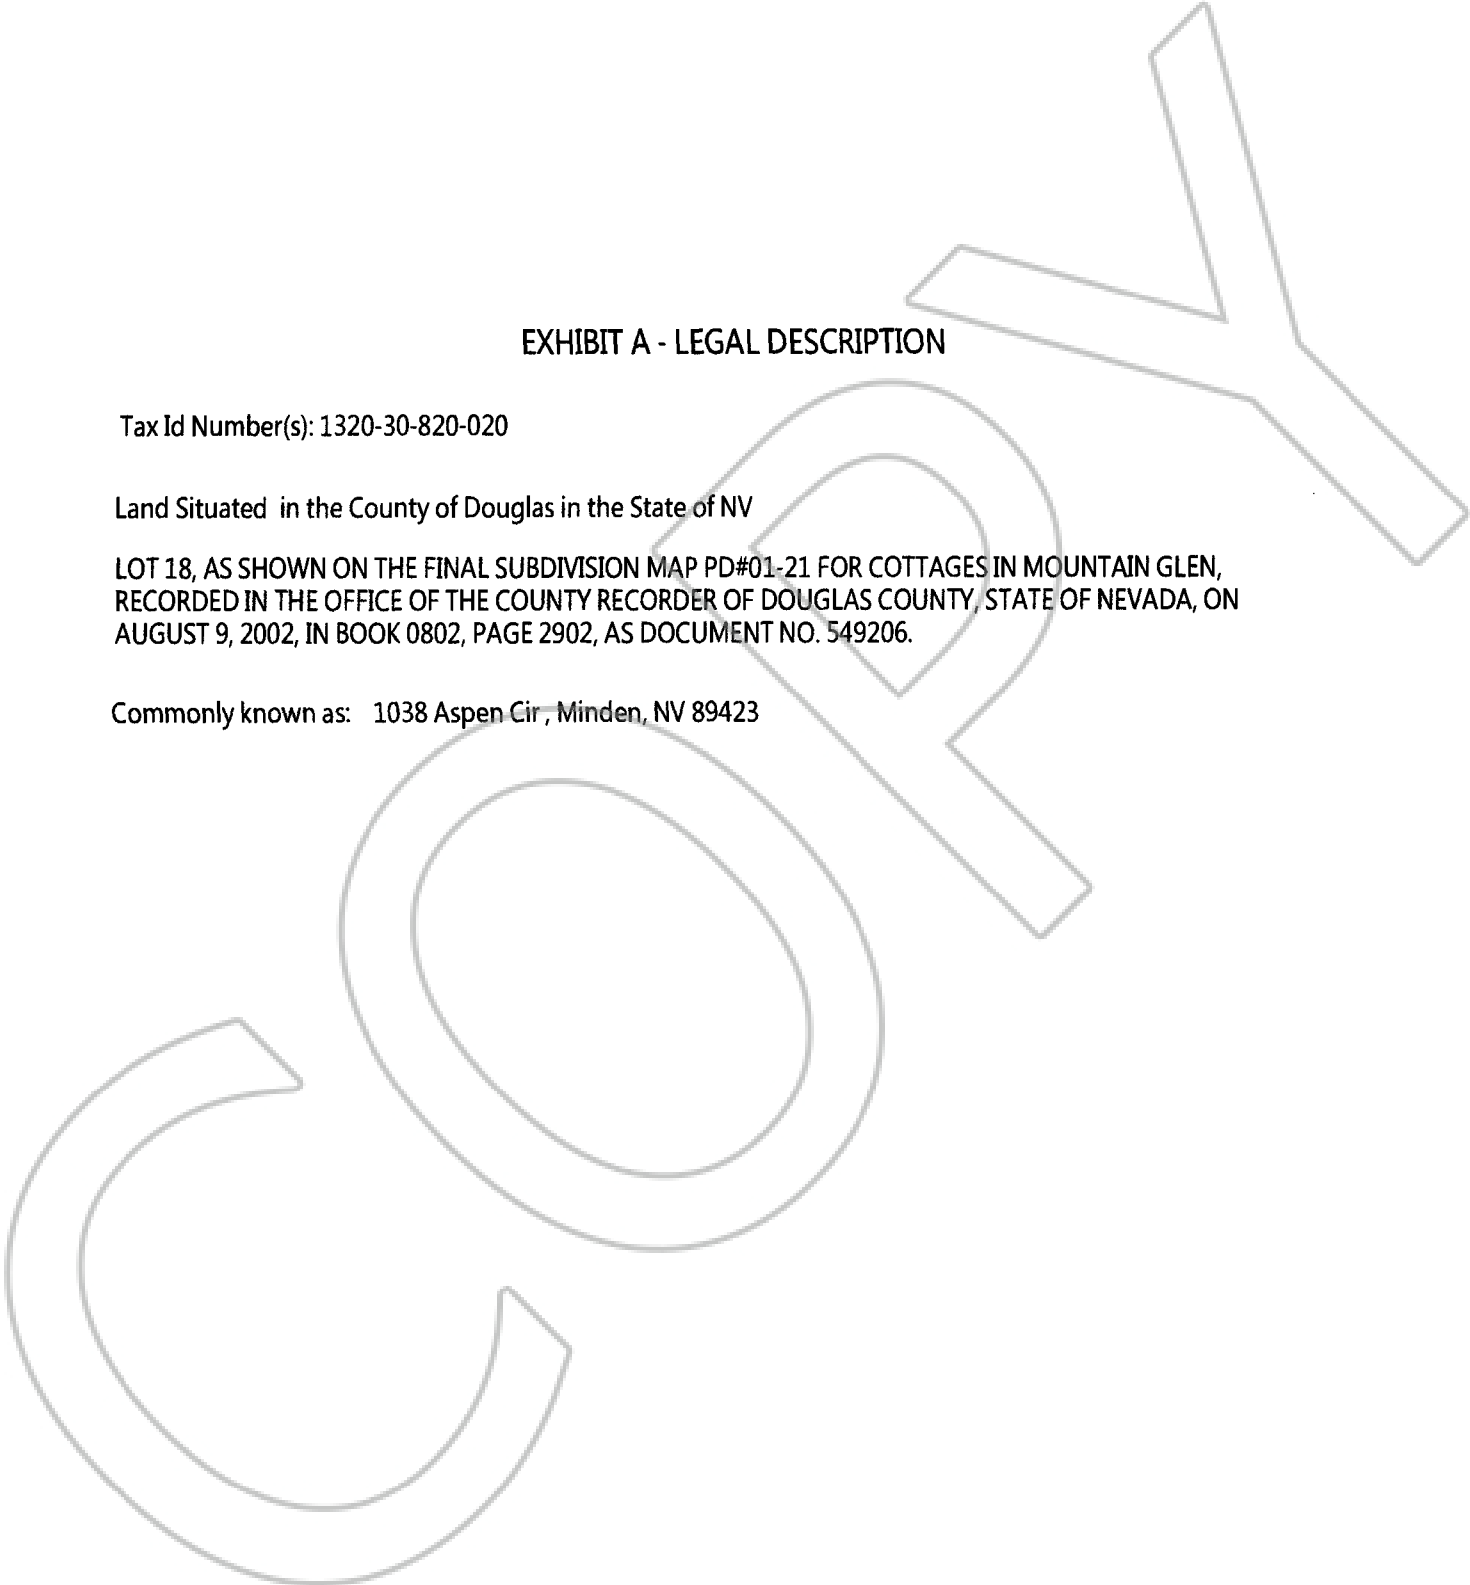 EXHIBIT A - LEGAL DESCRIPTION
Tax Id Number(s): 1320-30-820-020
Land Situated in the County of Douglas in the State of NV
LOT 18, AS SHOWN ON THE FINAL SUBDIVISION MAP PD#01-21 FOR COTTAGES IN MOUNTAIN GLEN,
RECORDED IN THE OFFICE OF THE COUNTY RECORDER OF DOUGLAS COUNTY, STATE OF NEVADA, ON
AUGUST 9, 2002, IN BOOK 0802, PAGE 2902, AS DOCUMENT NO. 549206.
Commonly known as: 1038 Aspen Cir , Minden, NV 89423
COPY